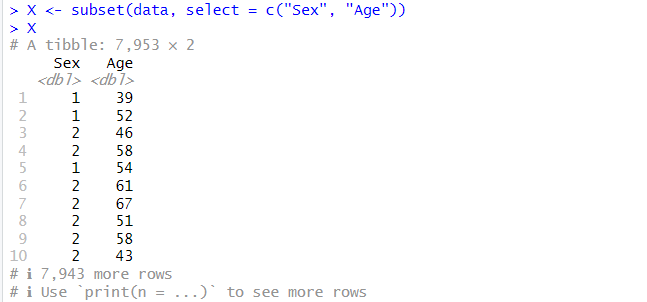 > X <- subset(data, select = c("Sex", "Age"))
> X
# A tibble: 7,953 × 2
Sex Age
<dbl> <dbl>
1 1 39
2 1 52
3 2 46
4 2 58
5 1 54
6 2 61
7 2 67
8 2 51
9 2 58
10 2 43
# ℹ 7,943 more rows
# ℹ Use `print(n = ...)` to see more rows